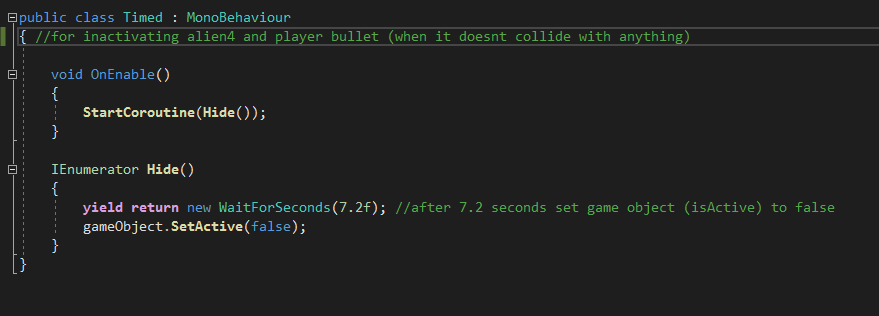 public class Timed : MonoBehaviour
{ //for inactivating alien4 and player bullet (when it doesnt collide with anything)
void OnEnable()
{
StartCoroutine(Hide());
}
IEnumerator Hide()
{
yield return new WaitForSeconds(7.2f); //after 7.2 seconds set game object (isActive) to false
gameObject.SetActive(false);
}
}